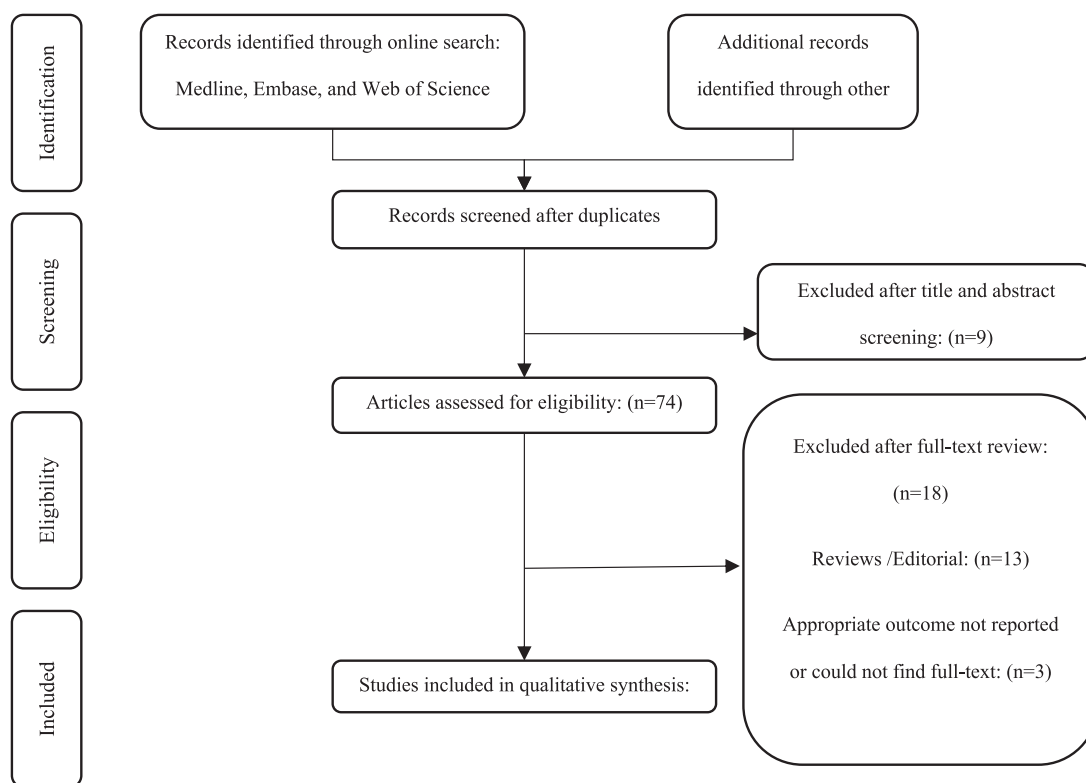 Identification
Records identified through online search:
Medline, Embase, and Web of Science
Additional records
identified through other
Records screened after duplicates
Screening
Excluded after title and abstract
screening: (n=9)
Articles assessed for eligibility: (n=74)
Eligibility
Excluded after full-text review:
(n=18)
Reviews /Editorial: (n=13)
Appropriate outcome not reported
or could not find full-text: (n=3)
Included
Studies included in qualitative synthesis: